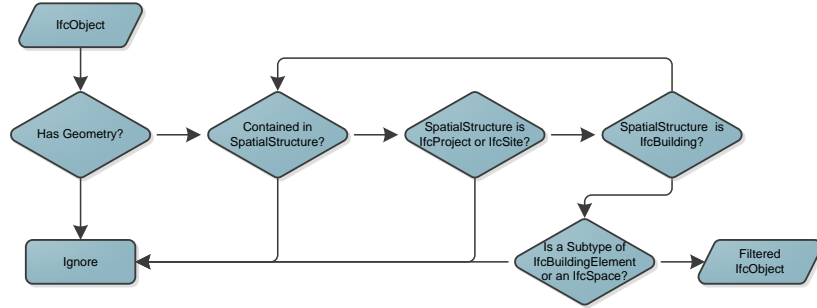 IfcObject
Has Geometry?
Contained in
SpatialStructure?
SpatialStructure is
IfcProject or IfcSite?
SpatialStructure is
IfcBuilding?
Ignore
Is a Subtype of
IfcBuildingElement
or an IfcSpace?
Filtered
IfcObject